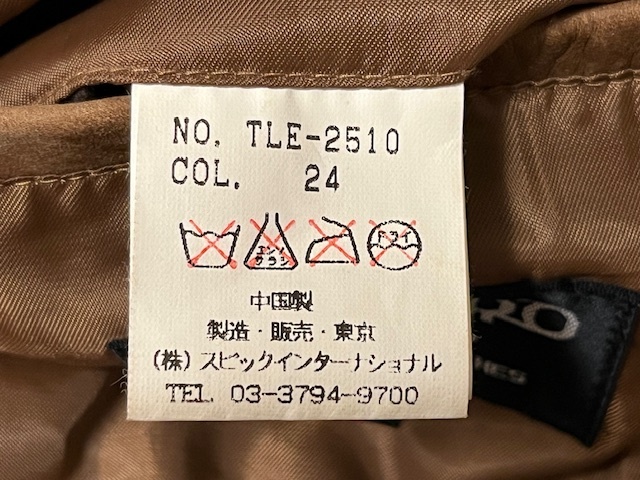 NO. TLE-2510
COL. 24
エンソ
サラシ
ドライ
中国製
製造・販売・東京
(株)スピックインターナショナル
TEL. 03-3794-9700
HES